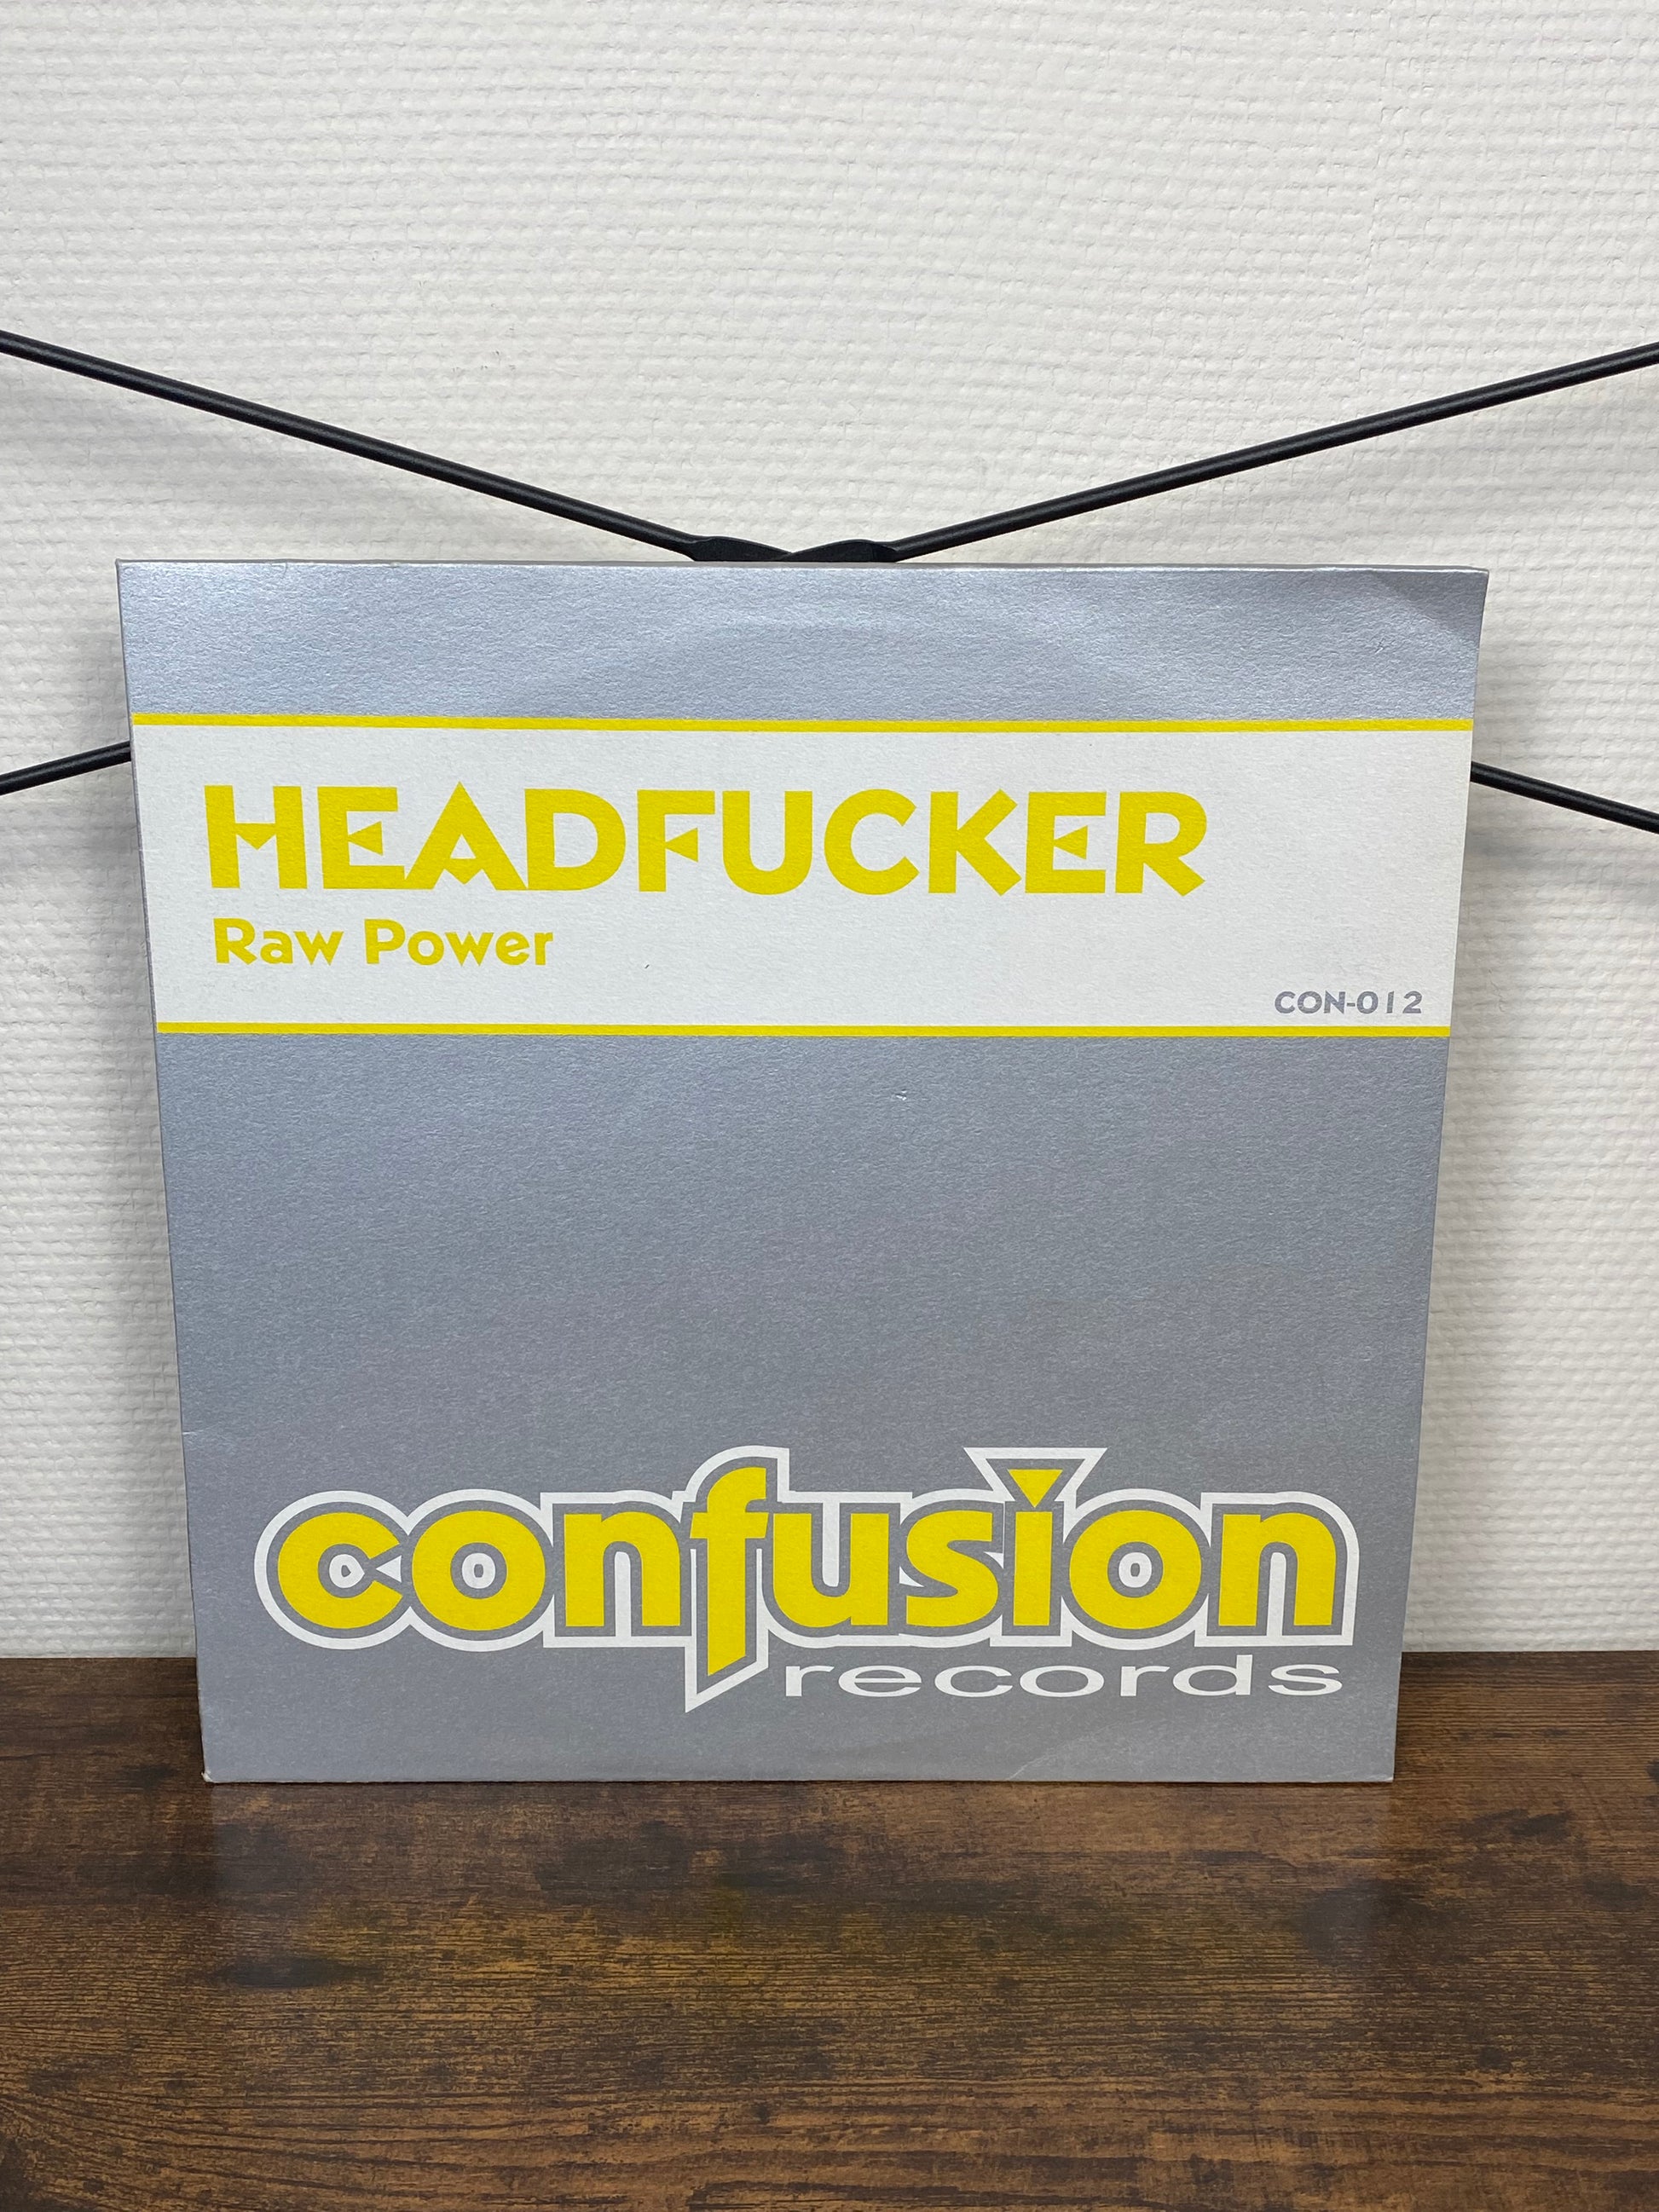 HEADFUCKER
Raw Power
CON-012
confusion
records